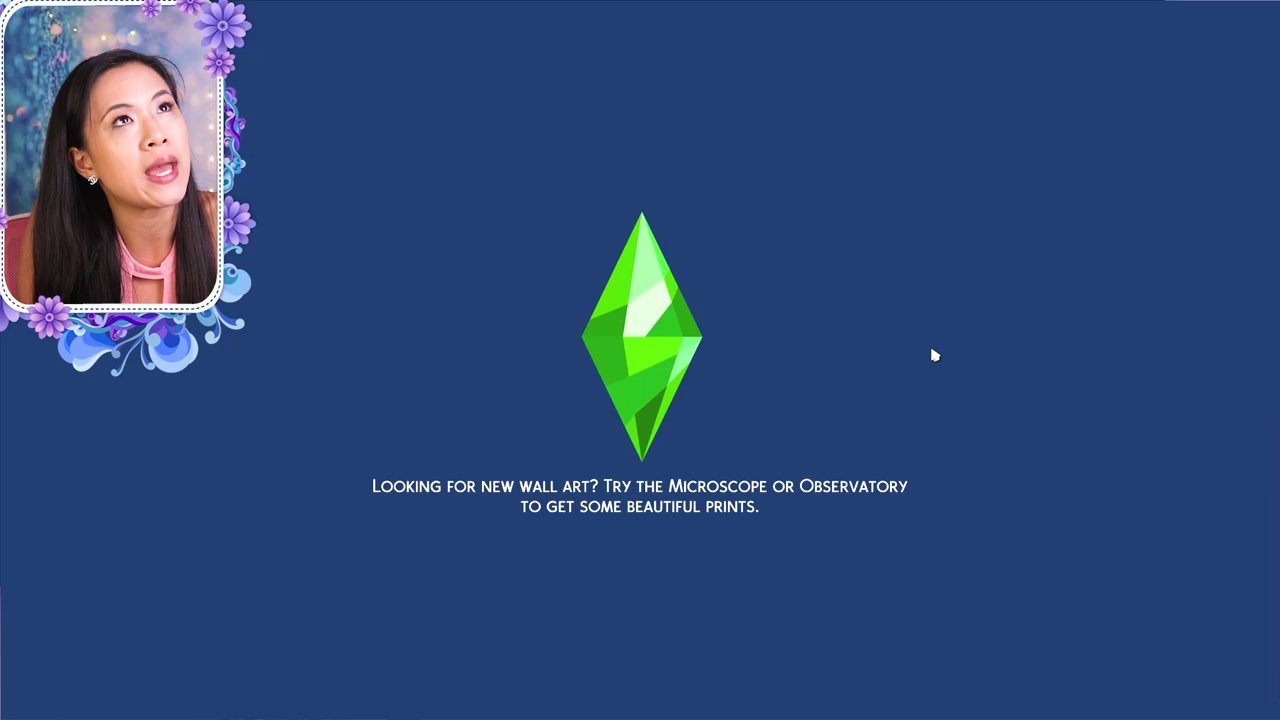 Looking for new wall art? Try the Microscope or Observatory
to get some beautiful prints.